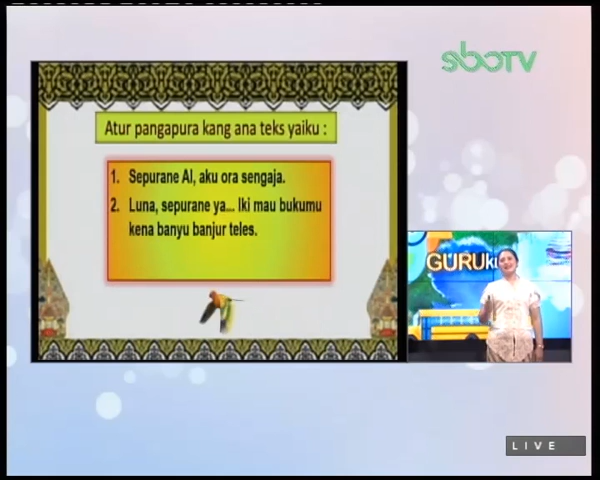 sbOTV
Atur pangapura kang ana teks yaiku :
1. Sepurane Al, aku ora sengaja.
2. Luna, sepurane ya.... Iki mau bukumu
kena banyu banjur teles.
GURUku
LIVE